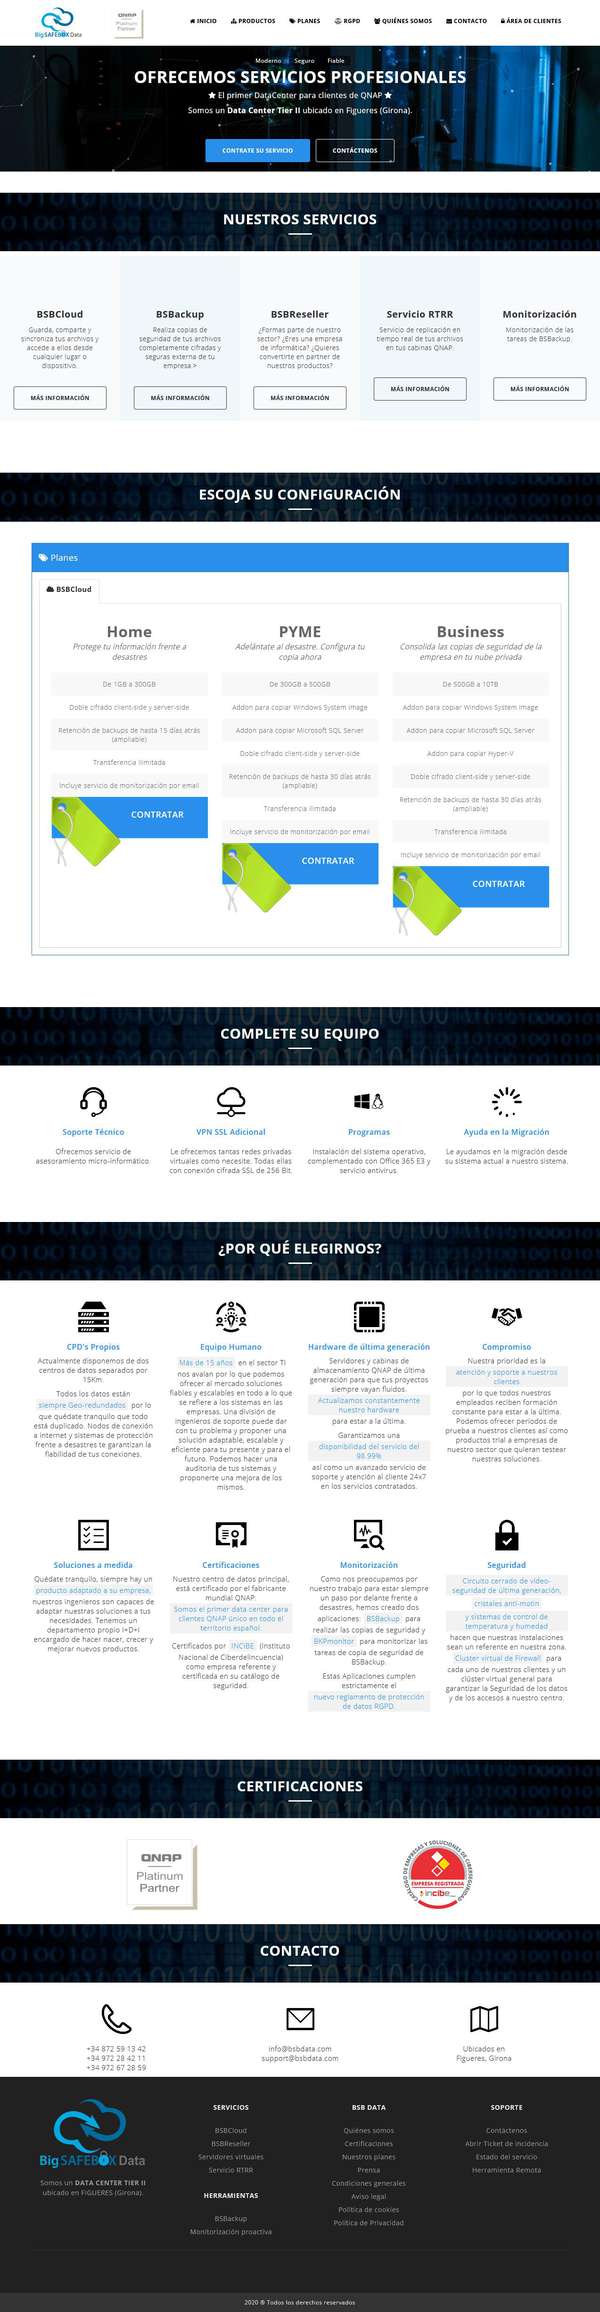 BigSAFEBOX Data
QNAP
Platinum
Partner
INICIO PRODUCTOS PLANES RGPD QUIÉNES SOMOS CONTACTO ÁREA DE CLIENTES
Moderno Seguro Fiable
OFRECEMOS SERVICIOS PROFESIONALES
★ El primer DataCenter para clientes de QNAP ★
Somos un Data Center Tier II ubicado en Figueres (Girona).
CONTRATE SU SERVICIO CONTÁCTENOS
NUESTROS SERVICIOS
BSBCloud
Guarda, comparte y
sincroniza tus archivos y
accede a ellos desde
cualquier lugar o
dispositivo.
MÁS INFORMACIÓN
BSBackup
Realiza copias de
seguridad de tus archivos
completamente cifradas y
seguras externa de tu
empresa.>
MÁS INFORMACIÓN
BSBReseller
¿Formas parte de nuestro
sector? ¿Eres una empresa
de informática? ¿Quieres
convertirte en partner de
nuestros productos?
MÁS INFORMACIÓN
Servicio RTRR
Servicio de replicación en
tiempo real de tus archivos
en tus cabinas QNAP.
MÁS INFORMACIÓN
Monitorización
Monitorización de las
tareas de BSBackup.
MÁS INFORMACIÓN
ESCOJA SU CONFIGURACIÓN
Planes
BSBCloud
Home
Protege tu información frente a
desastres
De 1GB a 300GB
Doble cifrado client-side y server-side
Retención de backups de hasta 15 días atrás
(ampliable)
Transferencia ilimitada
Incluye servicio de monitorización por email
CONTRATAR
PYME
Adelántate al desastre. Configura tu
copia ahora
De 300GB a 500GB
Addon para copiar Windows System Image
Addon para copiar Microsoft SQL Server
Doble cifrado client-side y server-side
Retención de backups de hasta 30 días atrás
(ampliable)
Transferencia ilimitada
Incluye servicio de monitorización por email
CONTRATAR
Business
Consolida las copias de seguridad de la
empresa en tu nube privada
De 500GB a 10TB
Addon para copiar Windows System Image
Addon para copiar Microsoft SQL Server
Addon para copiar Hyper-V
Doble cifrado client-side y server-side
Retención de backups de hasta 30 días atrás
(ampliable)
Transferencia ilimitada
Incluye servicio de monitorización por email
CONTRATAR
COMPLETE SU EQUIPO
Soporte Técnico
Ofrecemos servicio de
asesoramiento micro-informático.
VPN SSL Adicional
Le ofrecemos tantas redes privadas
virtuales como necesite. Todas ellas
con conexión cifrada SSL de 256 Bit.
Programas
Instalación del sistema operativo,
complementado con Office 365 E3 y
servicio antivirus.
Ayuda en la Migración
Le ayudamos en la migración desde
su sistema actual a nuestro sistema.
¿POR QUÉ ELEGIRNOS?
CPD's Propios
Actualmente disponemos de dos
centros de datos separados por
15Km.
Todos los datos están
siempre Geo-redundados por lo
que quédate tranquilo que todo
está duplicado. Nodos de conexión
a internet y sistemas de protección
frente a desastres te garantizan la
fiabilidad de tus conexiones.
Equipo Humano
Más de 15 años en el sector TI
nos avalan por lo que podemos
ofrecer al mercado soluciones
fiables y escalables en todo a lo que
se refiere a los sistemas en las
empresas. Una división de
ingenieros de soporte puede dar
con tu problema y proponer una
solución adaptable, escalable y
eficiente para tu presente y para el
futuro. Podemos hacer una
auditoría de tus sistemas y
proponerte una mejora de los
mismos.
Hardware de última generación
Servidores y cabinas de
almacenamiento QNAP de última
generación para que tus proyectos
siempre vayan fluidos.
Actualizamos constantemente
nuestro hardware
para estar a la última.
Garantizamos una
disponibilidad del servicio del
98.99%
así como un avanzado servicio de
soporte y atención al cliente 24x7
en los servicios contratados.
Compromiso
Nuestra prioridad es la
atención y soporte a nuestros
clientes
por lo que todos nuestros
empleados reciben formación
constante para estar a la última.
Podemos ofrecer periodos de
prueba a nuestros clientes así como
productos trial a empresas de
nuestro sector que quieran testear
nuestras soluciones.
Soluciones a medida
Quédate tranquilo, siempre hay un
producto adaptado a su empresa,
nuestros ingenieros son capaces de
adaptar nuestras soluciones a tus
necesidades. Tenemos un
departamento propio I+D+I
encargado de hacer nacer, crecer y
mejorar nuevos productos.
Certificaciones
Nuestro centro de datos principal,
está certificado por el fabricante
mundial QNAP.
Somos el primer data center para
clientes QNAP único en todo el
territorio español.
Certificados por INCIBE (Instituto
Nacional de Ciberdelincuencia)
como empresa referente y
certificada en su catálogo de
seguridad.
Monitorización
Como nos preocupamos por
nuestro trabajo para estar siempre
un paso por delante frente a
desastres, hemos creado dos
aplicaciones: BSBackup para
realizar las copias de seguridad y
BKPmonitor para monitorizar las
tareas de copia de seguridad de
BSBackup.
Estas Aplicaciones cumplen
estrictamente el
nuevo reglamento de protección
de datos RGPD.
Seguridad
Circuito cerrado de vídeo-
seguridad de última generación,
cristales anti-motín
y sistemas de control de
temperatura y humedad
hacen que nuestras instalaciones
sean un referente en nuestra zona.
Cluster virtual de Firewall para
cada uno de nuestros clientes y un
clúster virtual general para
garantizar la Seguridad de los datos
y de los accesos a nuestro centro.
CERTIFICACIONES
QNAP
Platinum
Partner
CATÁLOGO DE EMPRESAS Y SOLUCIONES DE CIBERSEGURIDAD
EMPRESA REGISTRADA
incibe_
CONTACTO
+34 872 59 13 42
+34 972 28 42 11
+34 972 67 28 59
info@bsbdata.com
support@bsbdata.com
Ubicados en
Figueres, Girona
BigSAFEBOX Data
Somos un DATA CENTER TIER II
ubicado en FIGUERES (Girona).
SERVICIOS
BSBCloud
BSBReseller
Servidores virtuales
Servicio RTRR
HERRAMIENTAS
BSBackup
Monitorización proactiva
BSB DATA
Quiénes somos
Certificaciones
Nuestros planes
Prensa
Condiciones generales
Aviso legal
Política de cookies
Política de Privacidad
SOPORTE
Contáctenos
Abrir Ticket de incidencia
Estado del servicio
Herramienta Remota
2020 ® Todos los derechos reservados